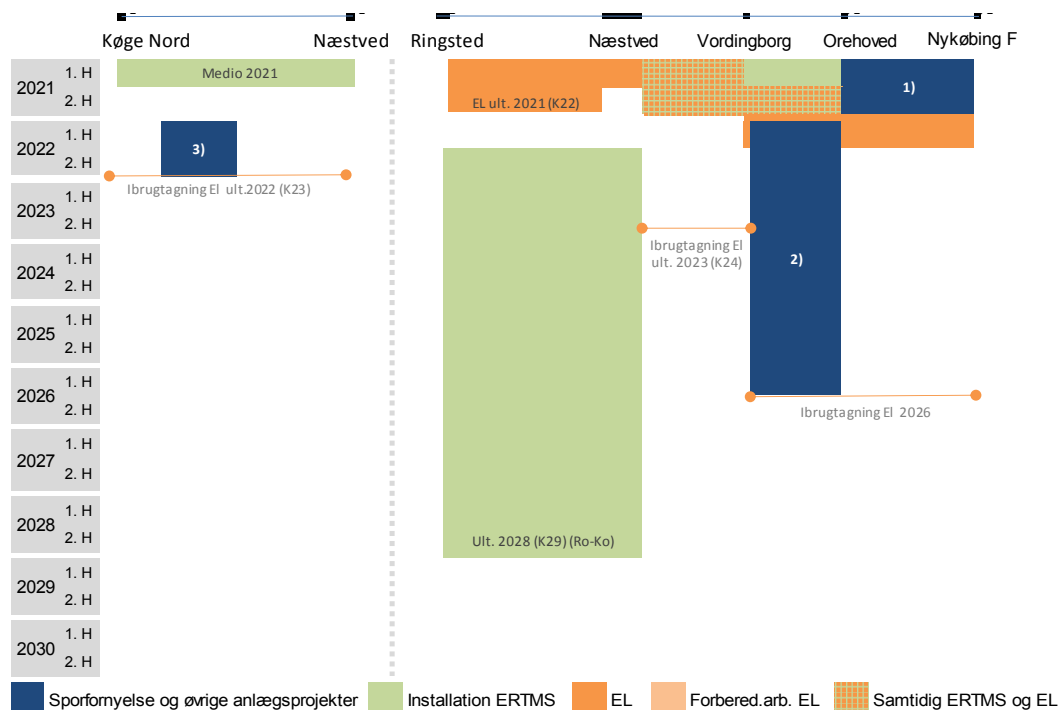 Køge Nord
Næstved
Ringsted
Næstved
Vordingborg
Orehoved
Nykøbing F
2021
1. H
2. H
Medio 2021
EL ult. 2021 (K22)
1)
2022
1. H
2. H
3)
Ibrugtagning El ult.2022 (K23)
2023
1. H
2. H
Ibrugtagning El
ult. 2023 (K24)
2)
2024
1. H
2. H
2025
1. H
2. H
2026
1. H
2. H
Ibrugtagning El 2026
2027
1. H
2. H
2028
1. H
2. H
Ult. 2028 (K29) (Ro-Ko)
2029
1. H
2. H
2030
1. H
2. H
Sporfornyelse og øvrige anlægsprojekter
Installation ERTMS
EL
Forbered.arb. EL
Samtidig ERTMS og EL